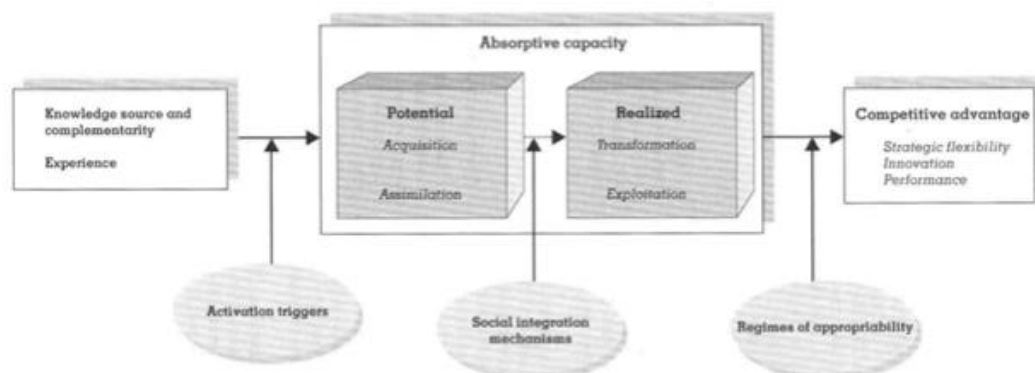 Absorptive capacity
Knowledge source and
complementarity
Experience
Potential
Acquisition
Assimilation
Realized
Transformation
Exploitation
Competitive advantage
Strategic flexibility
Innovation
Performance
Activation triggers
Social integration
mechanisms
Regimes of appropriability